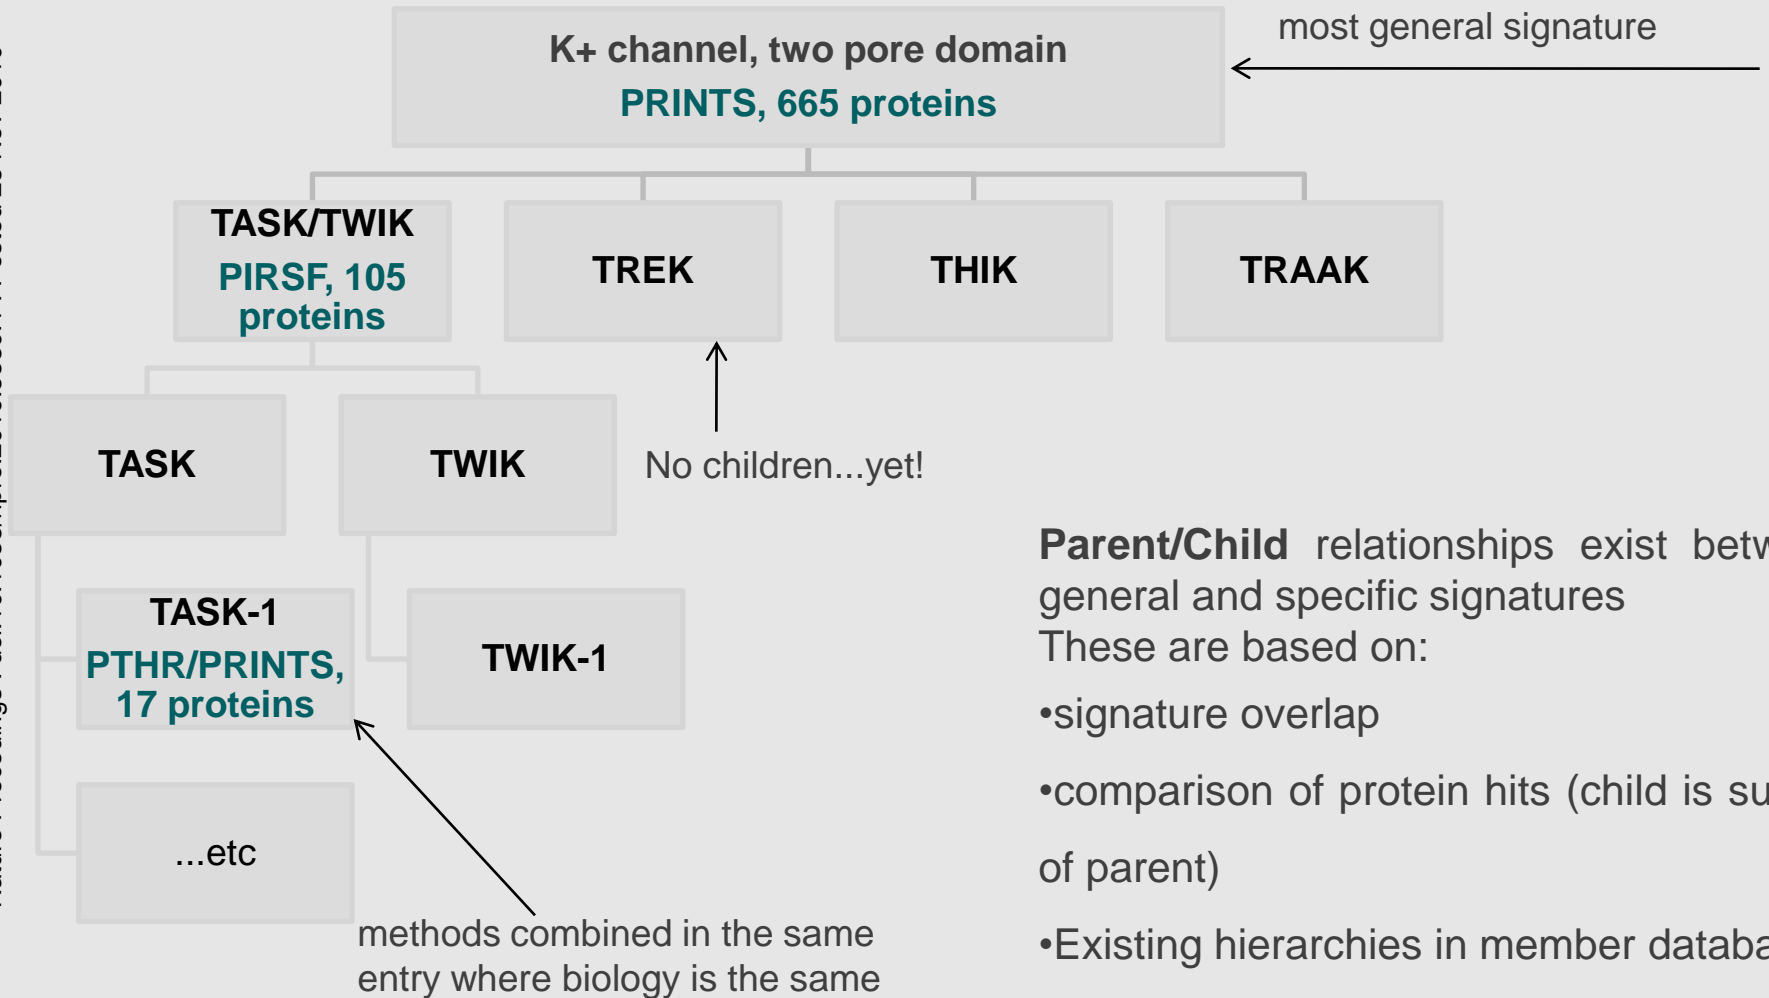 most general signature
K+ channel, two pore domain
PRINTS, 665 proteins
TASK/TWIK
PIRSF, 105
proteins
TREK
THIK
TRAAK
TASK
TWIK
No children...yet!
TASK-1
PTHR/PRINTS,
17 proteins
TWIK-1
...etc
methods combined in the same
entry where biology is the same
Parent/Child relationships exist
general and specific signatures
These are based on:
•signature overlap
•comparison of protein hits (child is
of parent)
•Existing hierarchies in member